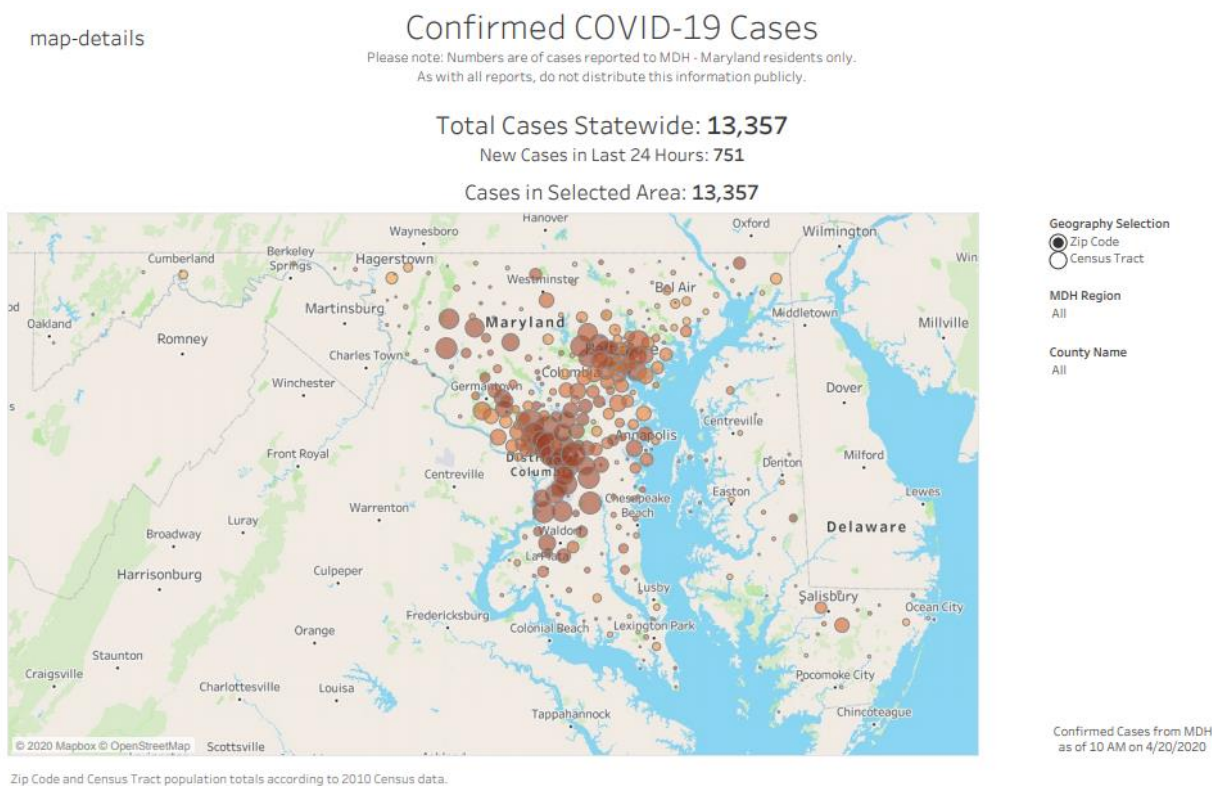 map-details
Confirmed COVID-19 Cases
Please note: Numbers are of cases reported to MDH - Maryland residents only.
As with all reports, do not distribute this information publicly.
Total Cases Statewide: 13,357
New Cases in Last 24 Hours: 751
Cases in Selected Area: 13,357
Hanover
Waynesboro
Oxford
Wilmington
Berkeley
Springs
Cumberland
Hagerstown
Win
Westminster
Bel Air
Martinsburg
Middletown
Oakland
Maryland
Millville
Romney
Charles Town
Columbia
Germantown
Winchester
Dover
Centreville
Annapolis
Front Royal
Milford
Centreville
Denton
Easton
Lewes
Chesapeake
Beach
Warrenton
Luray
Broadway
Waldorf
Delaware
La Plata
Harrisonburg
Culpeper
Lusby
Salisbury
Ocean City
Fredericksburg
Colonial Beach
Lexington Park
Orange
Staunton
Craigsville
Pocomoke City
Charlottesville
Louisa
Tappahannock
Chincoteague
Scottsville
© 2020 Mapbox © OpenStreetMap
Geography Selection
Zip Code
Census Tract
MDH Region
All
County Name
All
Confirmed Cases from MDH
as of 10 AM on 4/20/2020
Zip Code and Census Tract population totals according to 2010 Census data.